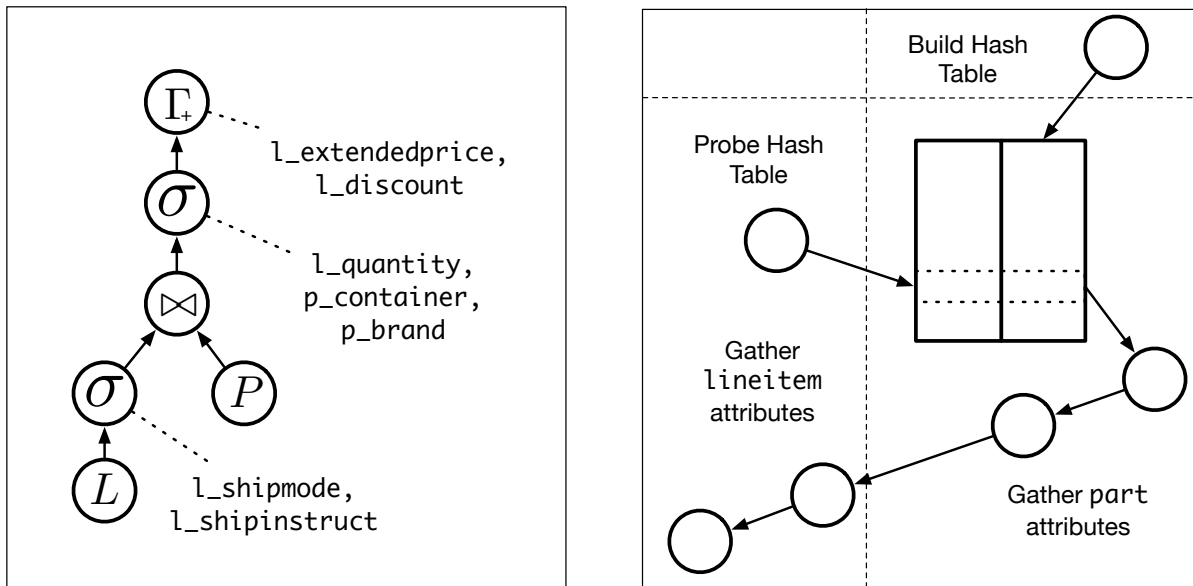 Γ+
l_extendedprice,
l_discount
σ
l_quantity,
p_container,
p_brand
⋈
σ
P
L
l_shipmode,
l_shipinstruct
Build Hash
Table
Probe Hash
Table
Gather
lineitem
attributes
Gather part
attributes